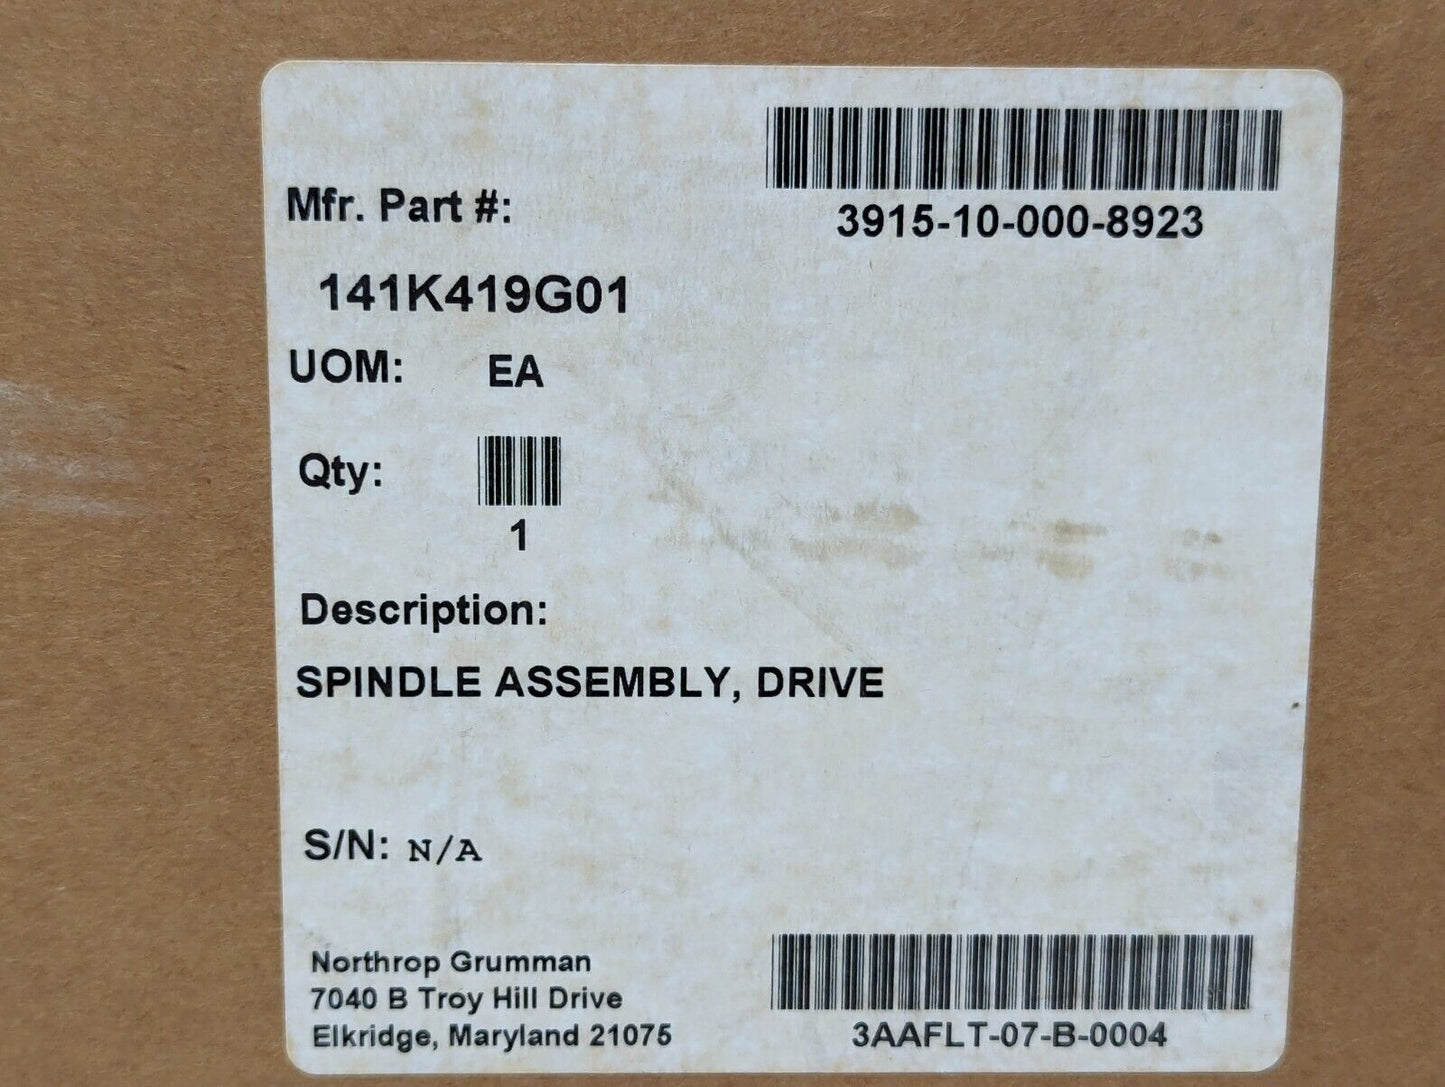 3915-10-000-8923
Mfr. Part #:
141K419G01
UOM: EA
Qty:
1
Description:
SPINDLE ASSEMBLY, DRIVE
S/N: N/A
Northrop Grumman
7040 B Troy Hill Drive
Elkridge, Maryland 21075
3AAFLT-07-B-0004